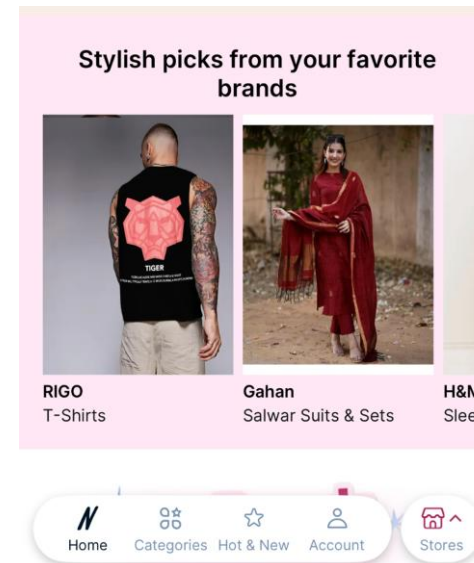 Stylish picks from your favorite
brands
TIGER
RIGO
T-Shirts
Gahan
Salwar Suits & Sets
H&M
Slee
N
Home
Categories
Hot & New
Account
Stores